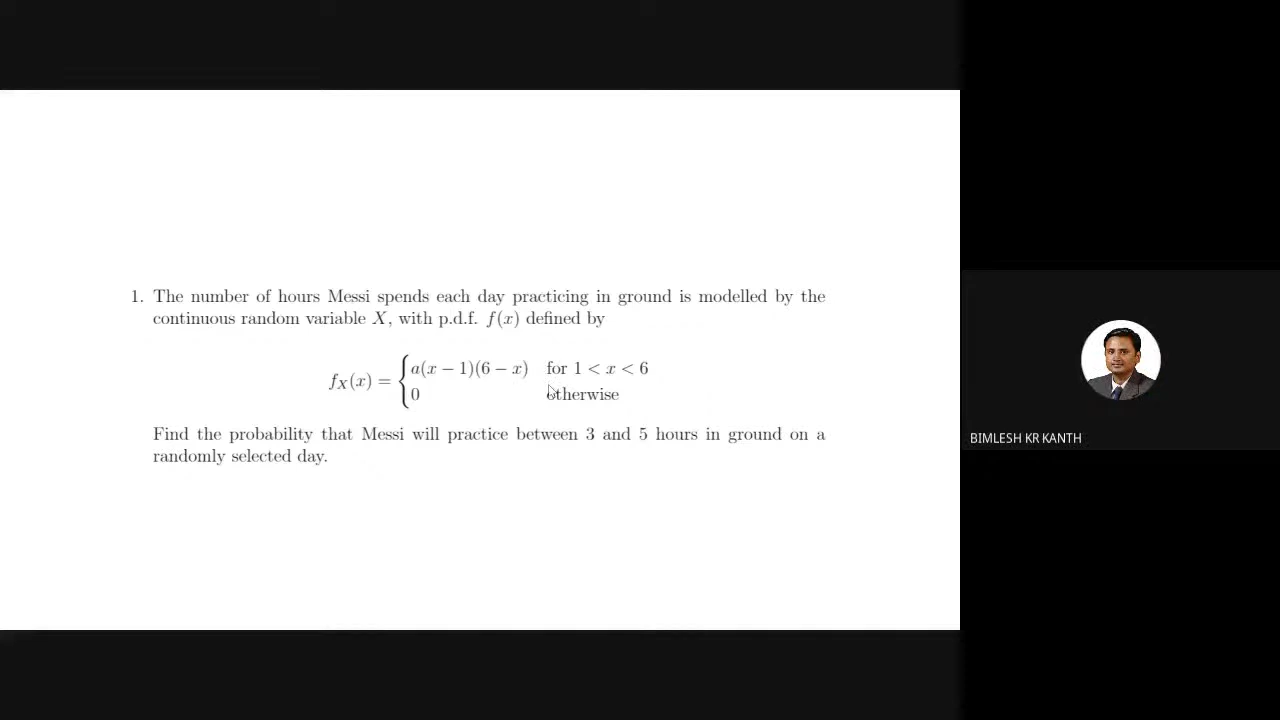 1. The number of hours Messi spends each day practicing in ground is modelled by the
continuous random variable X, with p.d.f. f(x) defined by
f_X(x) = { a(x − 1)(6 − x) for 1 < x < 6
0 otherwise
Find the probability that Messi will practice between 3 and 5 hours in ground on a
randomly selected day.
BIMLESH KR KANTH